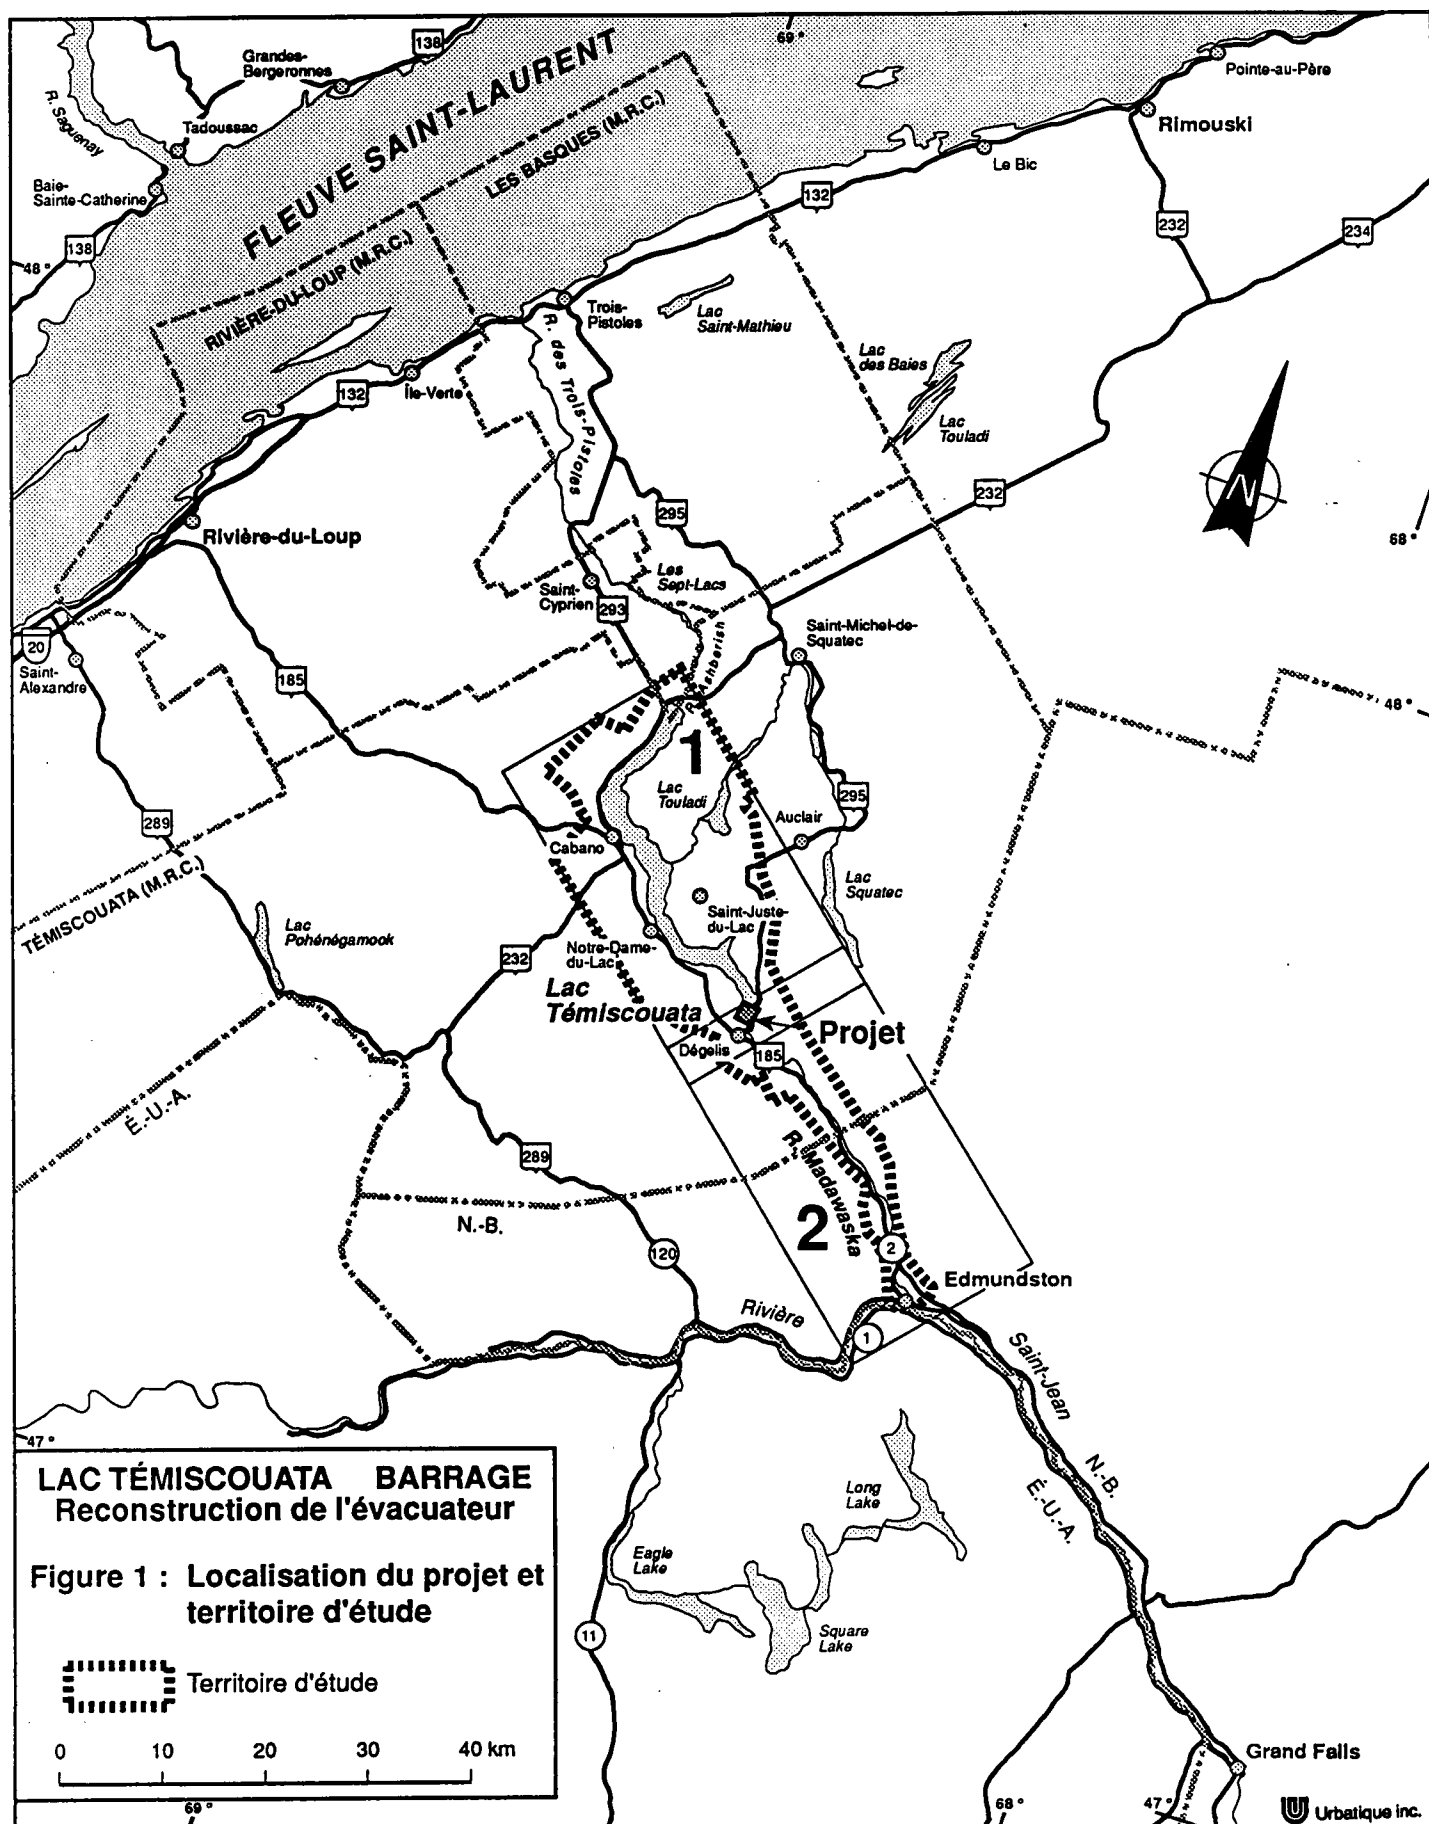 69°
138
Grandes-
Bergeronnes
Pointe-au-Père
FLEUVE SAINT-LAURENT
R. Saguenay
Tadoussac
Rimouski
LES BASQUES (M.R.C.)
Le Bic
Baie-
Sainte-Catherine
132
232
234
138
48°
RIVIÈRE-DU-LOUP (M.R.C.)
Trois-
Pistoles
Lac
Saint-Mathieu
R. des Trois-Pistoles
Lac
des Baies
132
Île-Verte
Lac
Touladi
N
232
295
68°
Rivière-du-Loup
Les
Sept-Lacs
Saint-
Cyprien
293
R. Ashberish
Saint-Michel-de-
Squatec
20
Saint-
Alexandre
185
48°
1
Lac
Touladi
295
289
Auclair
Cabano
Lac
Squatec
TÉMISCOUATA (M.R.C.)
Saint-Juste-
du-Lac
Lac
Pohénégamook
Notre-Dame-
du-Lac
232
Lac
Témiscouata
Projet
Dégelis
185
É.-U.-A.
R. Madawaska
289
N.-B.
2
2
120
Edmundston
Rivière
1
Saint-Jean
47°
N.-B.
É.-U.-A.
LAC TÉMISCOUATA BARRAGE
Reconstruction de l'évacuateur
Long
Lake
Eagle
Lake
Figure 1 : Localisation du projet et
territoire d'étude
Square
Lake
11
Territoire d'étude
0 10 20 30 40 km
Grand Falls
69°
68°
47°
Urbatique inc.